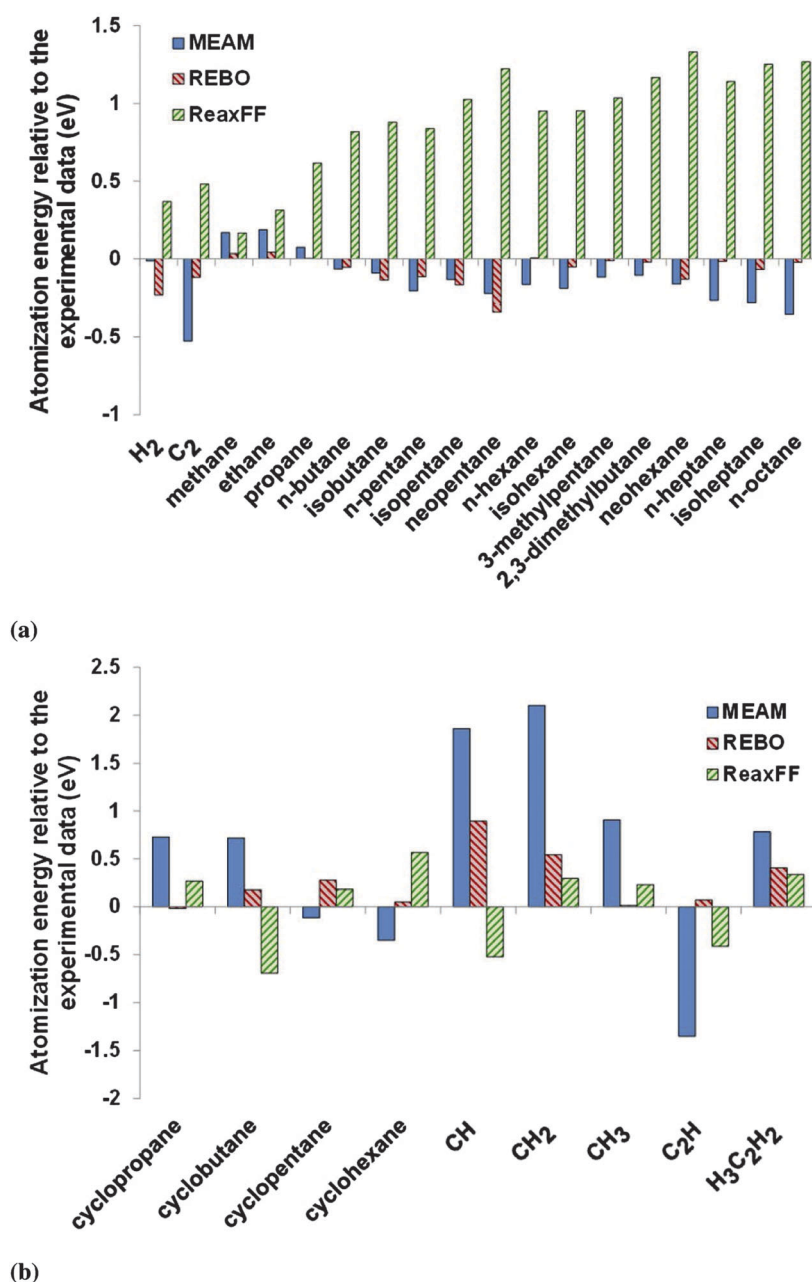 Atomization energy relative to the
experimental data (eV)
1.5
1
0.5
0
-0.5
-1
MEAM
REBO
ReaxFF
H2
C2
methane
ethane
propane
n-butane
isobutane
n-pentane
isopentane
neopentane
n-hexane
isohexane
3-methylpentane
2,3-dimethylbutane
neohexane
n-heptane
isoheptane
n-octane
(a)
Atomization energy relative to the
experimental data (eV)
2.5
2
1.5
1
0.5
0
-0.5
-1
-1.5
-2
MEAM
REBO
ReaxFF
cyclopropane
cyclobutane
cyclopentane
cyclohexane
CH
CH2
CH3
C2H
H3C2H2
(b)